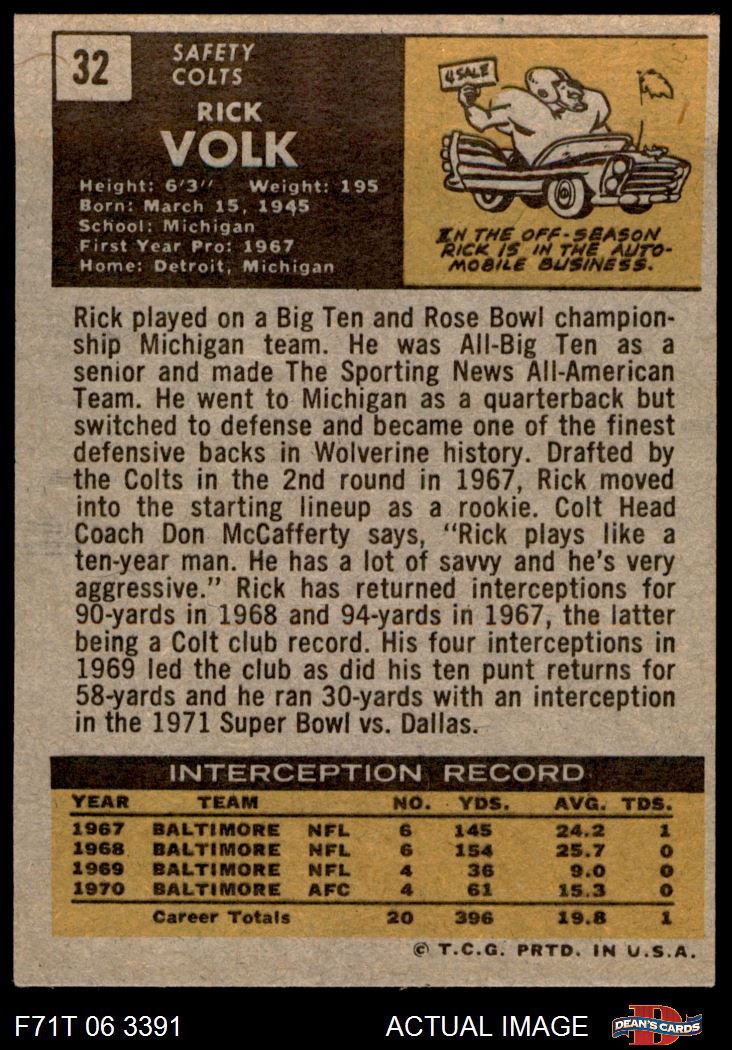 32
SAFETY
COLTS
RICK
VOLK
Height: 6'3" Weight: 195
Born: March 15, 1945
School: Michigan
First Year Pro: 1967
Home: Detroit, Michigan
4 SALE
IN THE OFF-SEASON
RICK IS IN THE AUTO-
MOBILE BUSINESS.
Rick played on a Big Ten and Rose Bowl champion-
ship Michigan team. He was All-Big Ten as a
senior and made The Sporting News All-American
Team. He went to Michigan as a quarterback but
switched to defense and became one of the finest
defensive backs in Wolverine history. Drafted by
the Colts in the 2nd round in 1967, Rick moved
into the starting lineup as a rookie. Colt Head
Coach Don McCafferty says, "Rick plays like a
ten-year man. He has a lot of savvy and he's very
aggressive." Rick has returned interceptions for
90-yards in 1968 and 94-yards in 1967, the latter
being a Colt club record. His four interceptions in
1969 led the club as did his ten punt returns for
58-yards and he ran 30-yards with an interception
in the 1971 Super Bowl vs. Dallas.
INTERCEPTION RECORD
YEAR TEAM NO. YDS. AVG. TDS.
1967 BALTIMORE NFL 6 145 24.2 1
1968 BALTIMORE NFL 6 154 25.7 0
1969 BALTIMORE NFL 4 36 9.0 0
1970 BALTIMORE AFC 4 61 15.3 0
Career Totals 20 396 19.8 1
© T.C.G. PRTD. IN U.S.A.
F71T 06 3391 ACTUAL IMAGE
D
DEAN'S CARDS